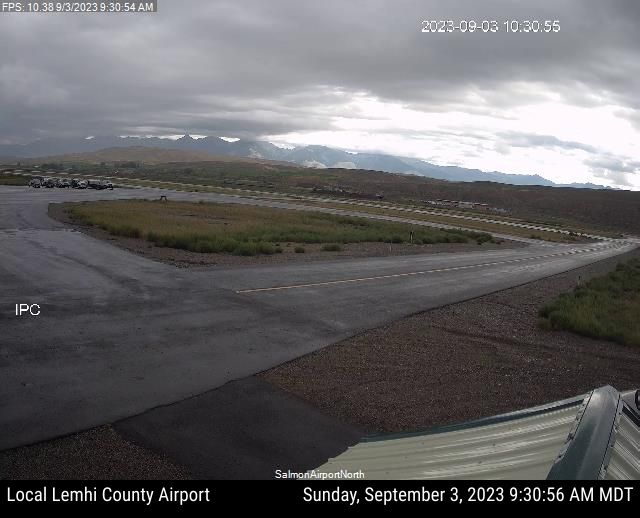 FPS: 10.38 9/3/2023 9:30:54 AM
2023-09-03 10:30:55
IPC
SalmonAirportNorth
Local Lemhi County Airport Sunday, September 3, 2023 9:30:56 AM MDT